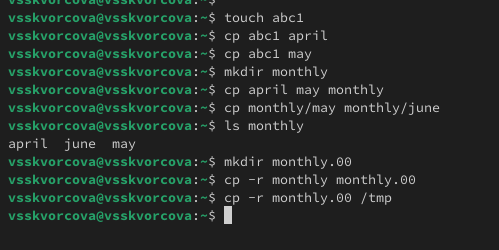 vsskvorcova@vsskvorcova:~$ touch abc1
vsskvorcova@vsskvorcova:~$ cp abc1 april
vsskvorcova@vsskvorcova:~$ cp abc1 may
vsskvorcova@vsskvorcova:~$ mkdir monthly
vsskvorcova@vsskvorcova:~$ cp april may monthly
vsskvorcova@vsskvorcova:~$ cp monthly/may monthly/june
vsskvorcova@vsskvorcova:~$ ls monthly
april  june  may
vsskvorcova@vsskvorcova:~$ mkdir monthly.00
vsskvorcova@vsskvorcova:~$ cp -r monthly monthly.00
vsskvorcova@vsskvorcova:~$ cp -r monthly.00 /tmp
vsskvorcova@vsskvorcova:~$